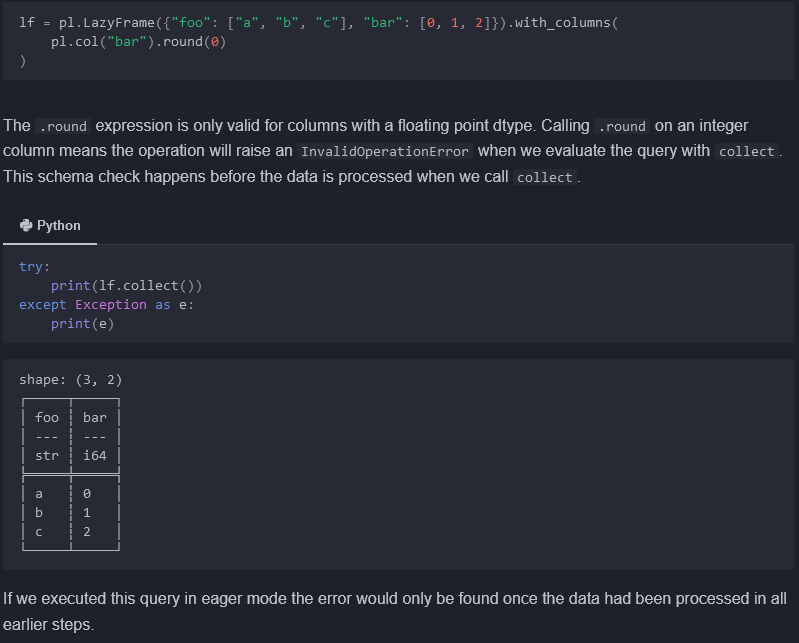 lf = pl.LazyFrame({"foo": ["a", "b", "c"], "bar": [0, 1, 2]}).with_columns(
    pl.col("bar").round(0)
)
The .round expression is only valid for columns with a floating point dtype. Calling .round on an integer
column means the operation will raise an InvalidOperationError when we evaluate the query with collect.
This schema check happens before the data is processed when we call collect.
Python
try:
    print(lf.collect())
except Exception as e:
    print(e)
shape: (3, 2)
┌─────┬─────┐
│ foo ┆ bar │
│ --- ┆ --- │
│ str ┆ i64 │
╞═════╪═════╡
│ a   ┆ 0   │
│ b   ┆ 1   │
│ c   ┆ 2   │
└─────┴─────┘
If we executed this query in eager mode the error would only be found once the data had been processed in all
earlier steps.